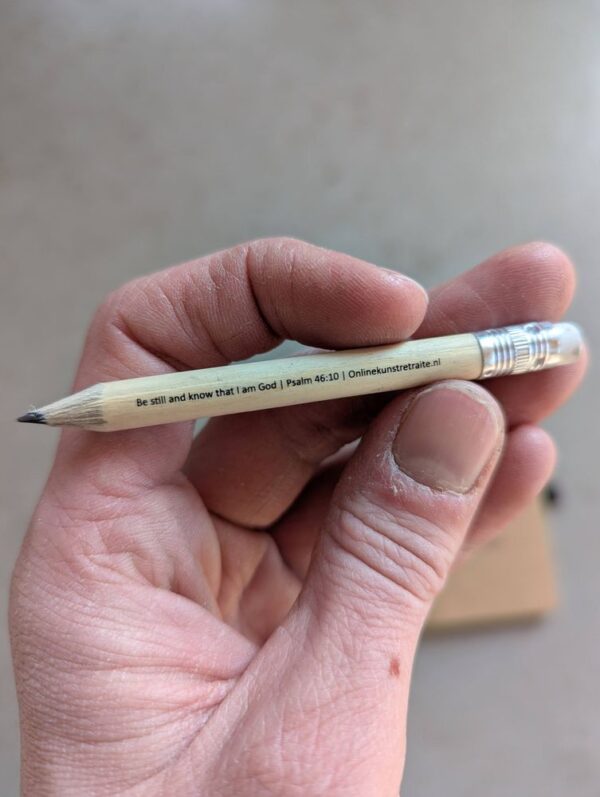 Be still and know that I am God | Psalm 46:10 | Onlinekunstretraite.nl